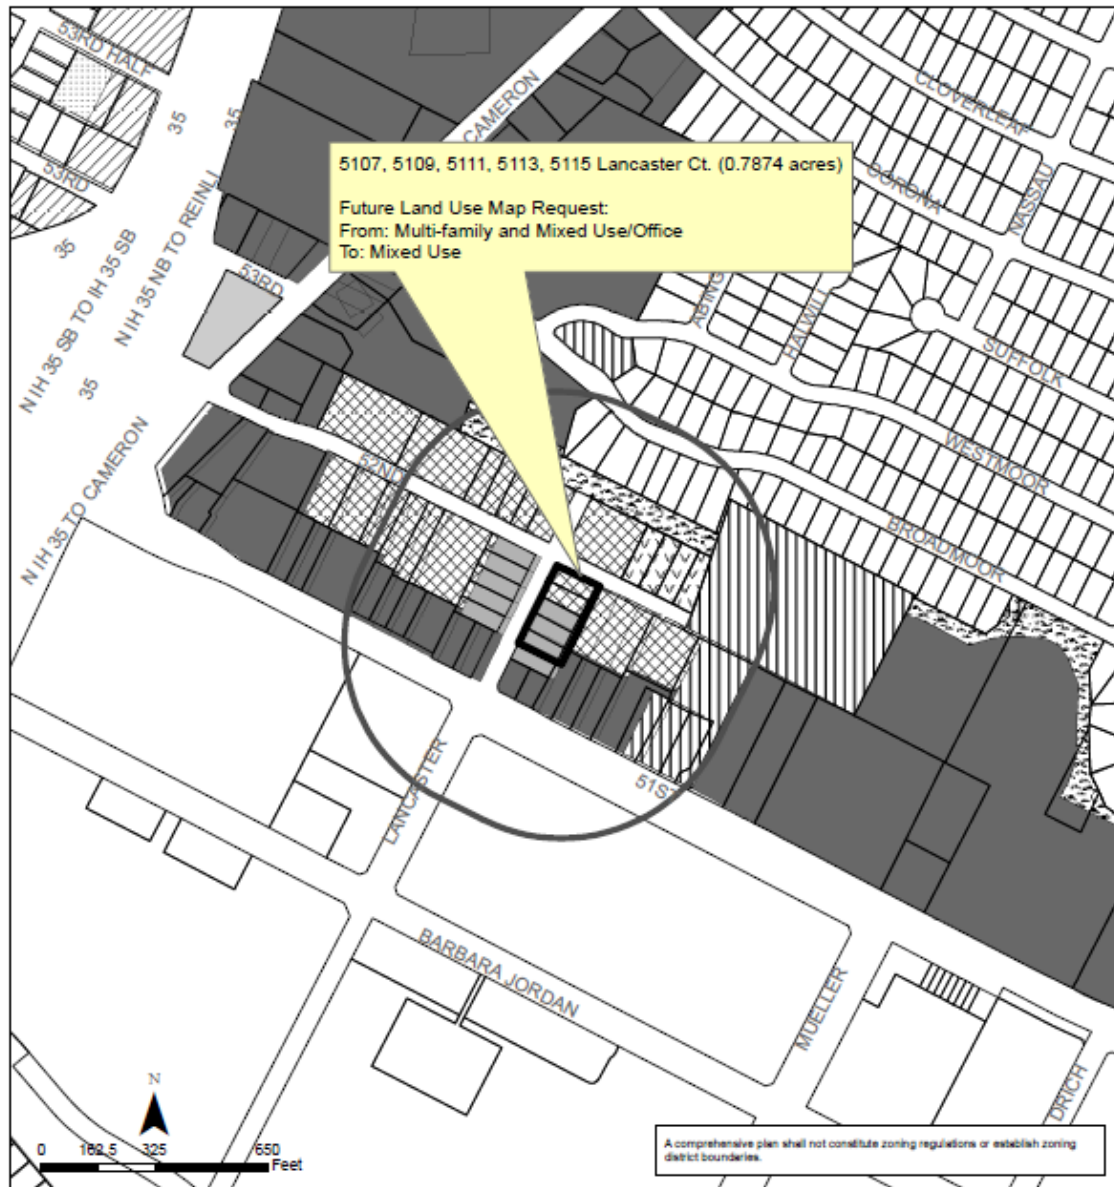 53RD HALF
35
35
53RD
35
N IH 35 SB TO IH 35 SB
N IH 35 NB TO REINLI
35
N IH 35 TO CAMERON
CAMERON
CLOVERLEAF
CORONA
NASSAU
5107, 5109, 5111, 5113, 5115 Lancaster Ct. (0.7874 acres)
Future Land Use Map Request:
From: Multi-family and Mixed Use/Office
To: Mixed Use
53RD
ABING
HALWILL
SUFFOLK
WESTMOOR
BROADMOOR
52ND
51ST
LANCASTER
BARBARA JORDAN
MUELLER
DRICH
N
0 162.5 325 650
Feet
A comprehensive plan shall not constitute zoning regulations or establish zoning
district boundaries.